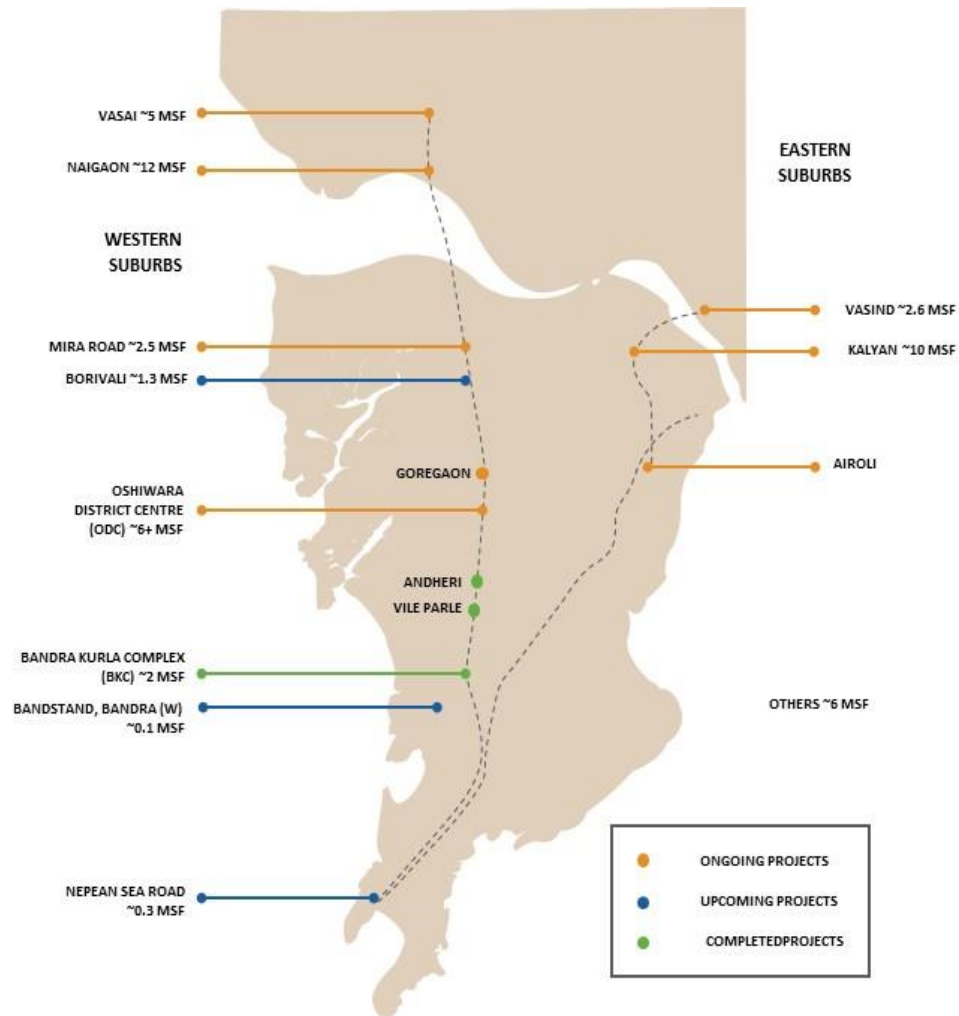 VASAI ~5 MSF
NAIGAON ~12 MSF
EASTERN
SUBURBS
WESTERN
SUBURBS
VASIND ~2.6 MSF
MIRA ROAD ~2.5 MSF
KALYAN ~10 MSF
BORIVALI ~1.3 MSF
GOREGAON
AIROLI
OSHIWARA
DISTRICT CENTRE
(ODC) ~6+ MSF
ANDHERI
VILE PARLE
BANDRA KURLA COMPLEX
(BKC) ~2 MSF
BANDSTAND, BANDRA (W)
~0.1 MSF
OTHERS ~6 MSF
NEPEAN SEA ROAD
~0.3 MSF
ONGOING PROJECTS
UPCOMING PROJECTS
COMPLETEDPROJECTS